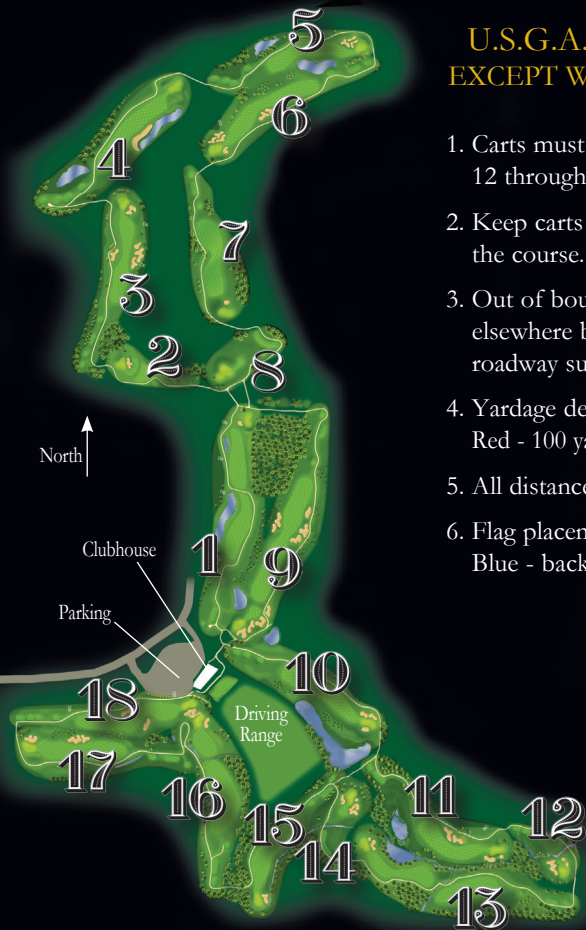 U.S.G.A.
EXCEPT W
1. Carts must
12 through
2. Keep carts
the course.
3. Out of bou
elsewhere b
roadway su
4. Yardage de
Red - 100 ya
5. All distance
6. Flag placen
Blue - back
5
6
4
7
3
2
8
North
Clubhouse
1
9
Parking
10
18
Driving
Range
17
16
11
15
12
14
13